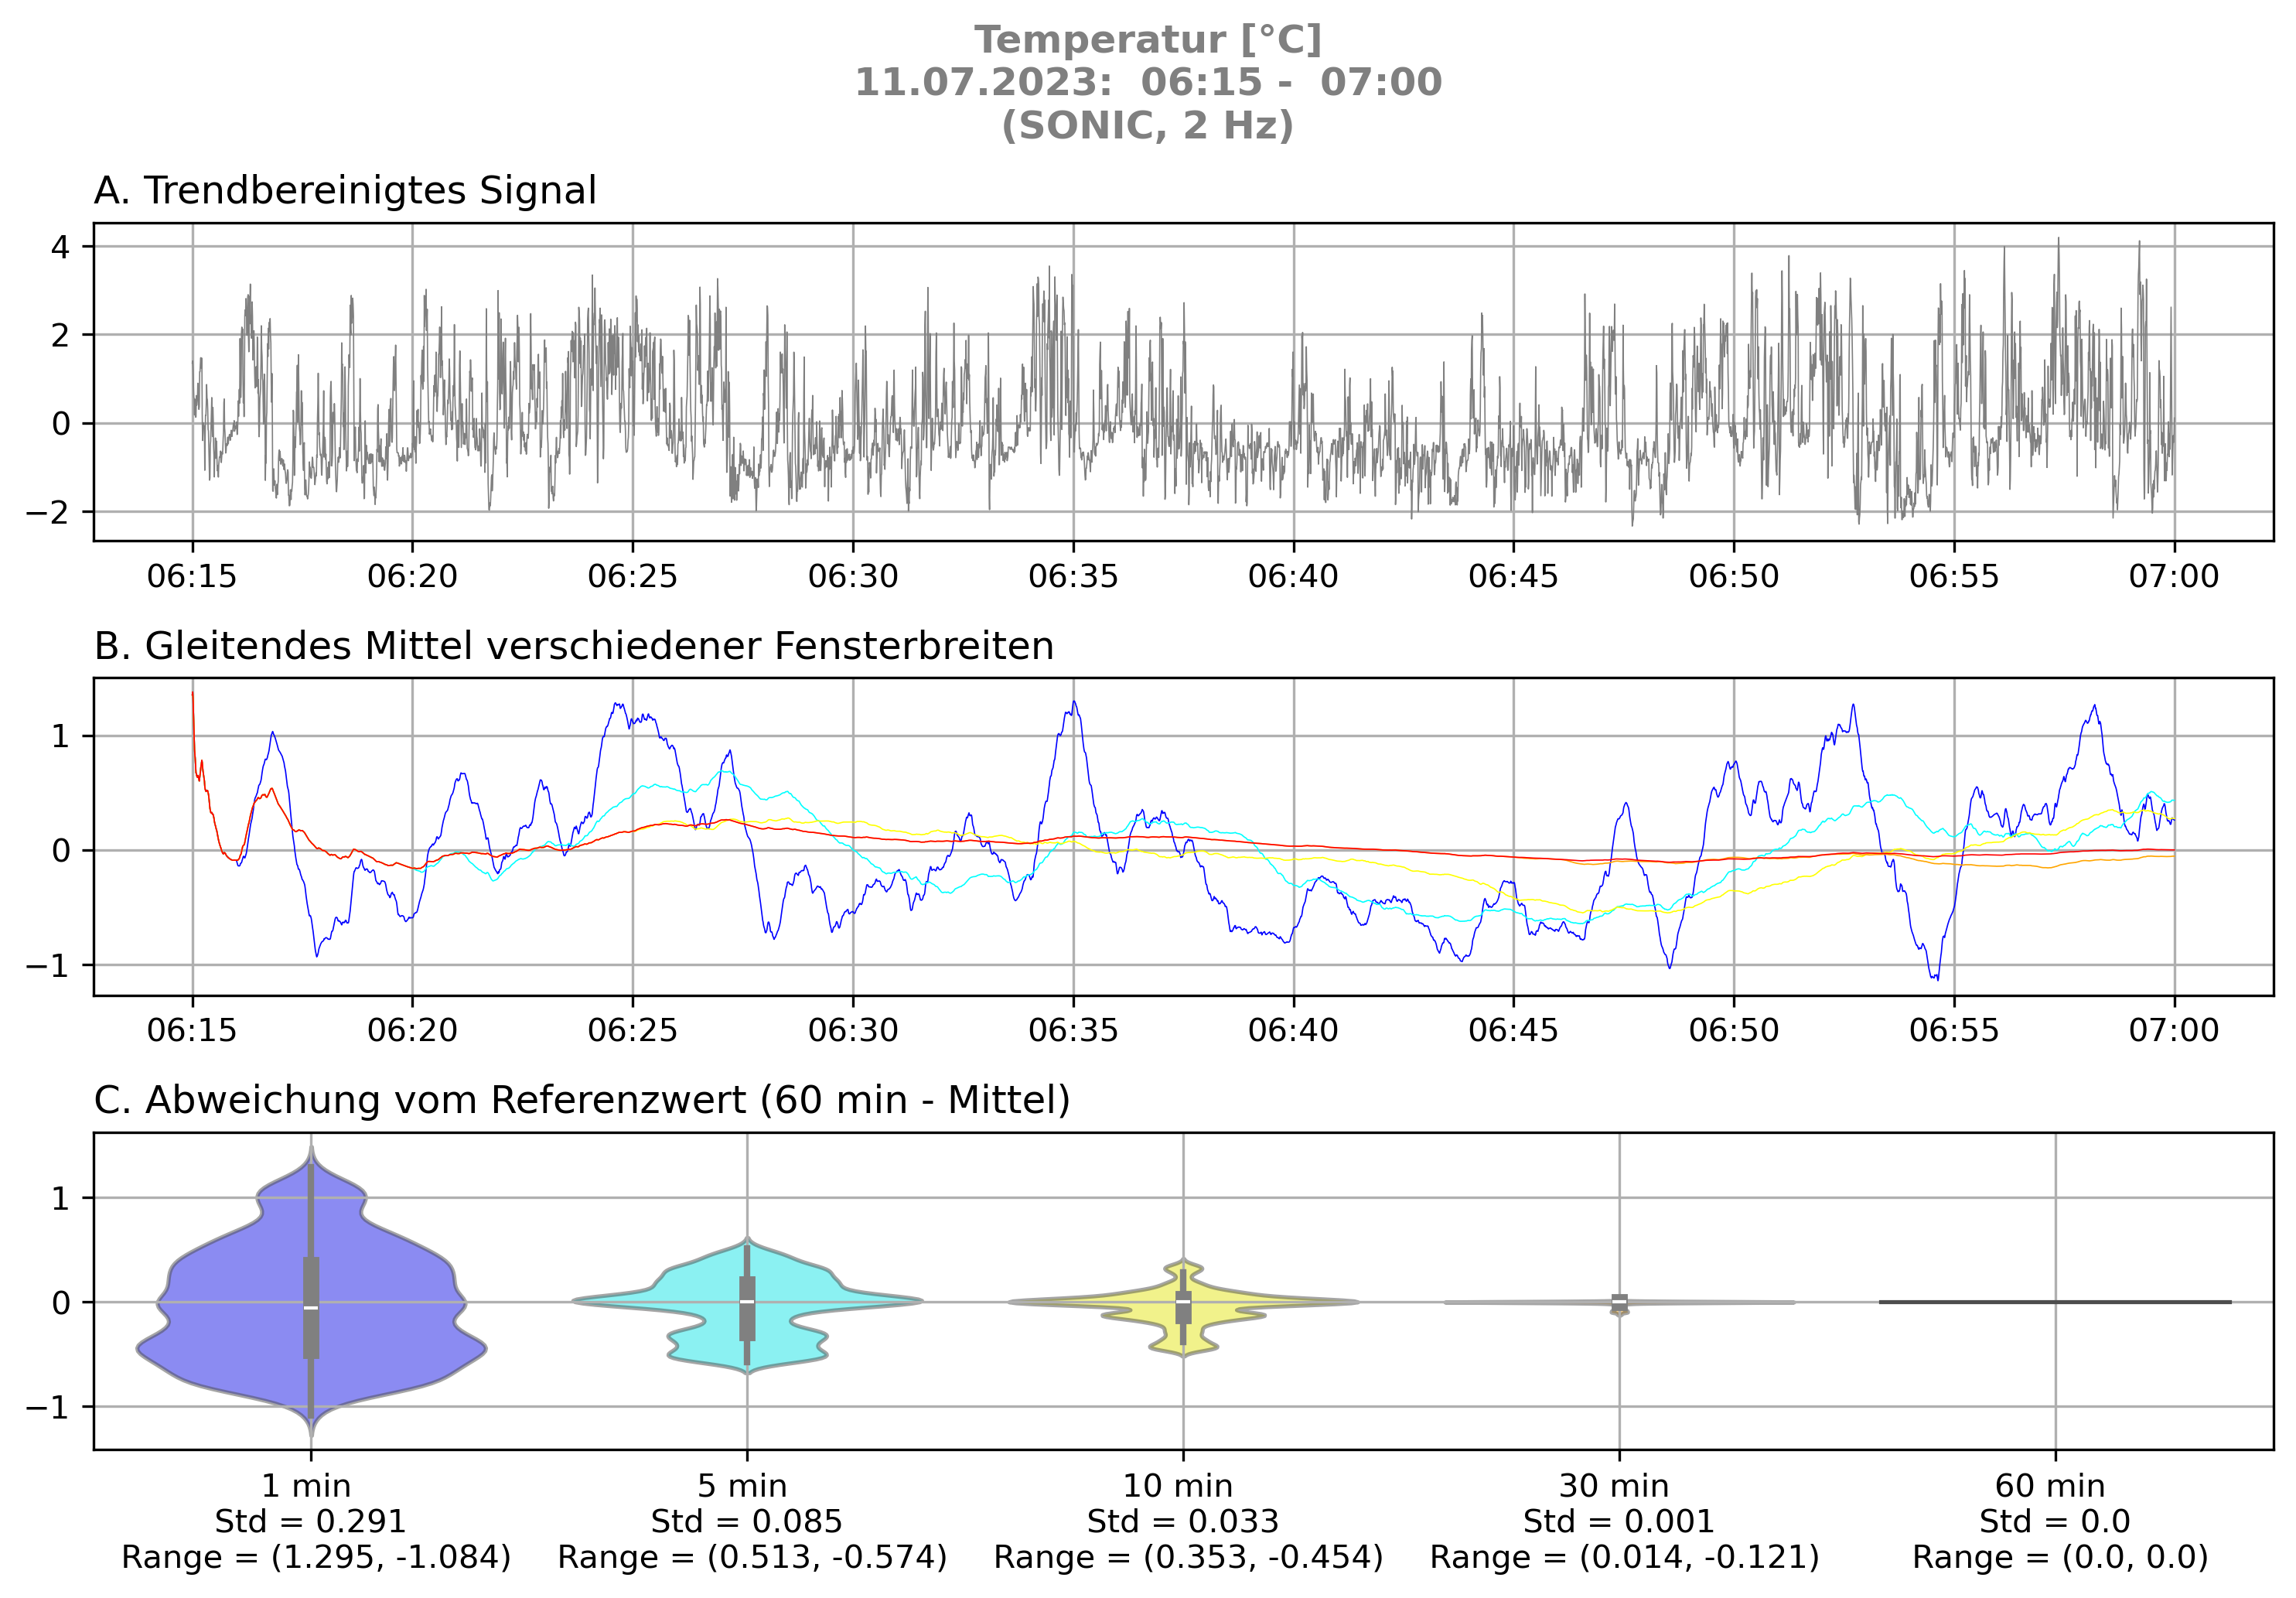 Temperatur [°C]
11.07.2023:  06:15 -  07:00
(SONIC, 2 Hz)
A. Trendbereinigtes Signal
4
2
0
−2
06:15 06:20 06:25 06:30 06:35 06:40 06:45 06:50 06:55 07:00
B. Gleitendes Mittel verschiedener Fensterbreiten
1
0
−1
06:15 06:20 06:25 06:30 06:35 06:40 06:45 06:50 06:55 07:00
C. Abweichung vom Referenzwert (60 min - Mittel)
1
0
−1
1 min 5 min 10 min 30 min 60 min
Std = 0.291 Std = 0.085 Std = 0.033 Std = 0.001 Std = 0.0
Range = (1.295, -1.084) Range = (0.513, -0.574) Range = (0.353, -0.454) Range = (0.014, -0.121) Range = (0.0, 0.0)